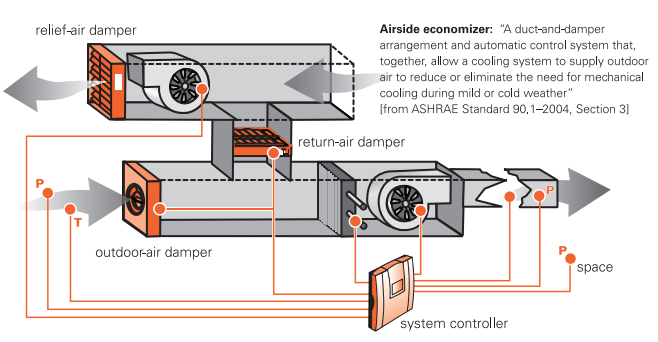 relief-air damper
Airside economizer: "A duct-and-damper
arrangement and automatic control system that,
together, allow a cooling system to supply outdoor
air to reduce or eliminate the need for mechanical
cooling during mild or cold weather"
[from ASHRAE Standard 90.1–2004, Section 3]
return-air damper
P
T
P
outdoor-air damper
P
space
system controller